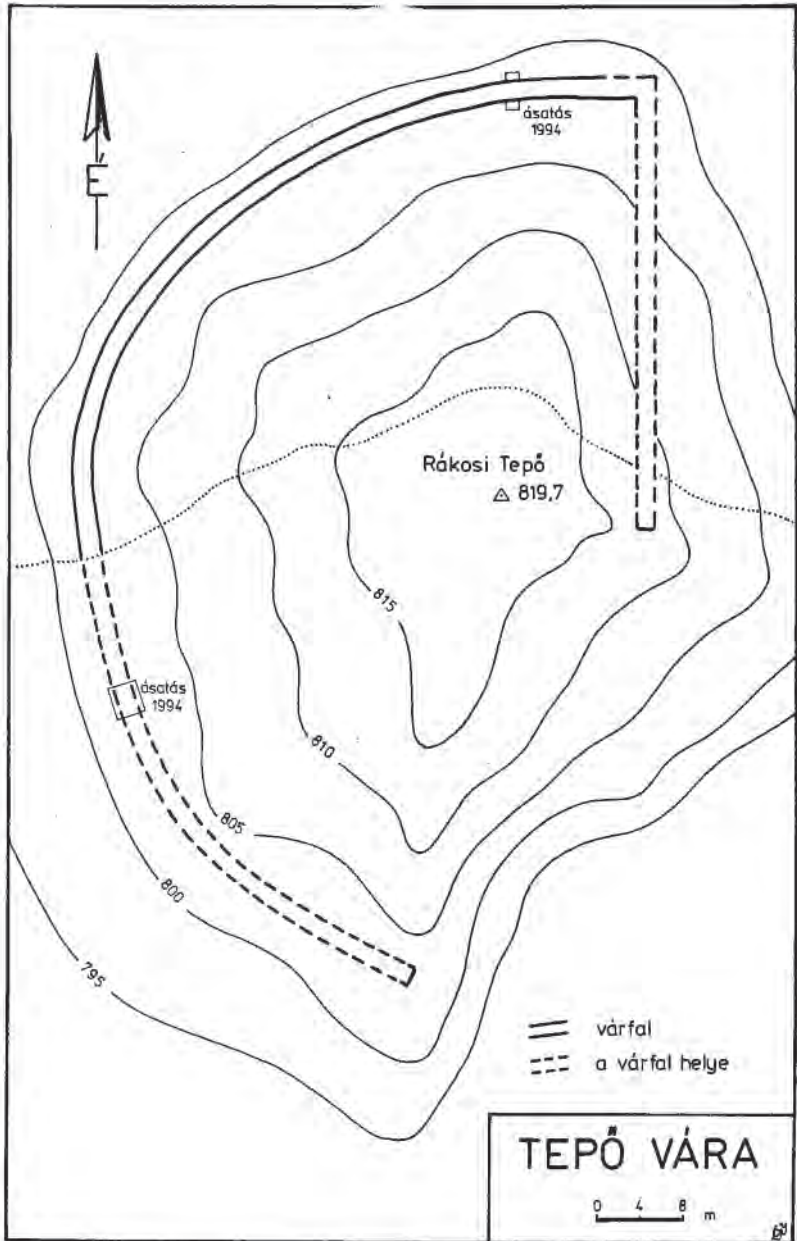 ásatás
1994
É
Rákosi Tepő
819,7
815
ásatás
1994
810
805
800
795
várfal
a várfal helye
TEPŐ VÁRA
0 4 8 m